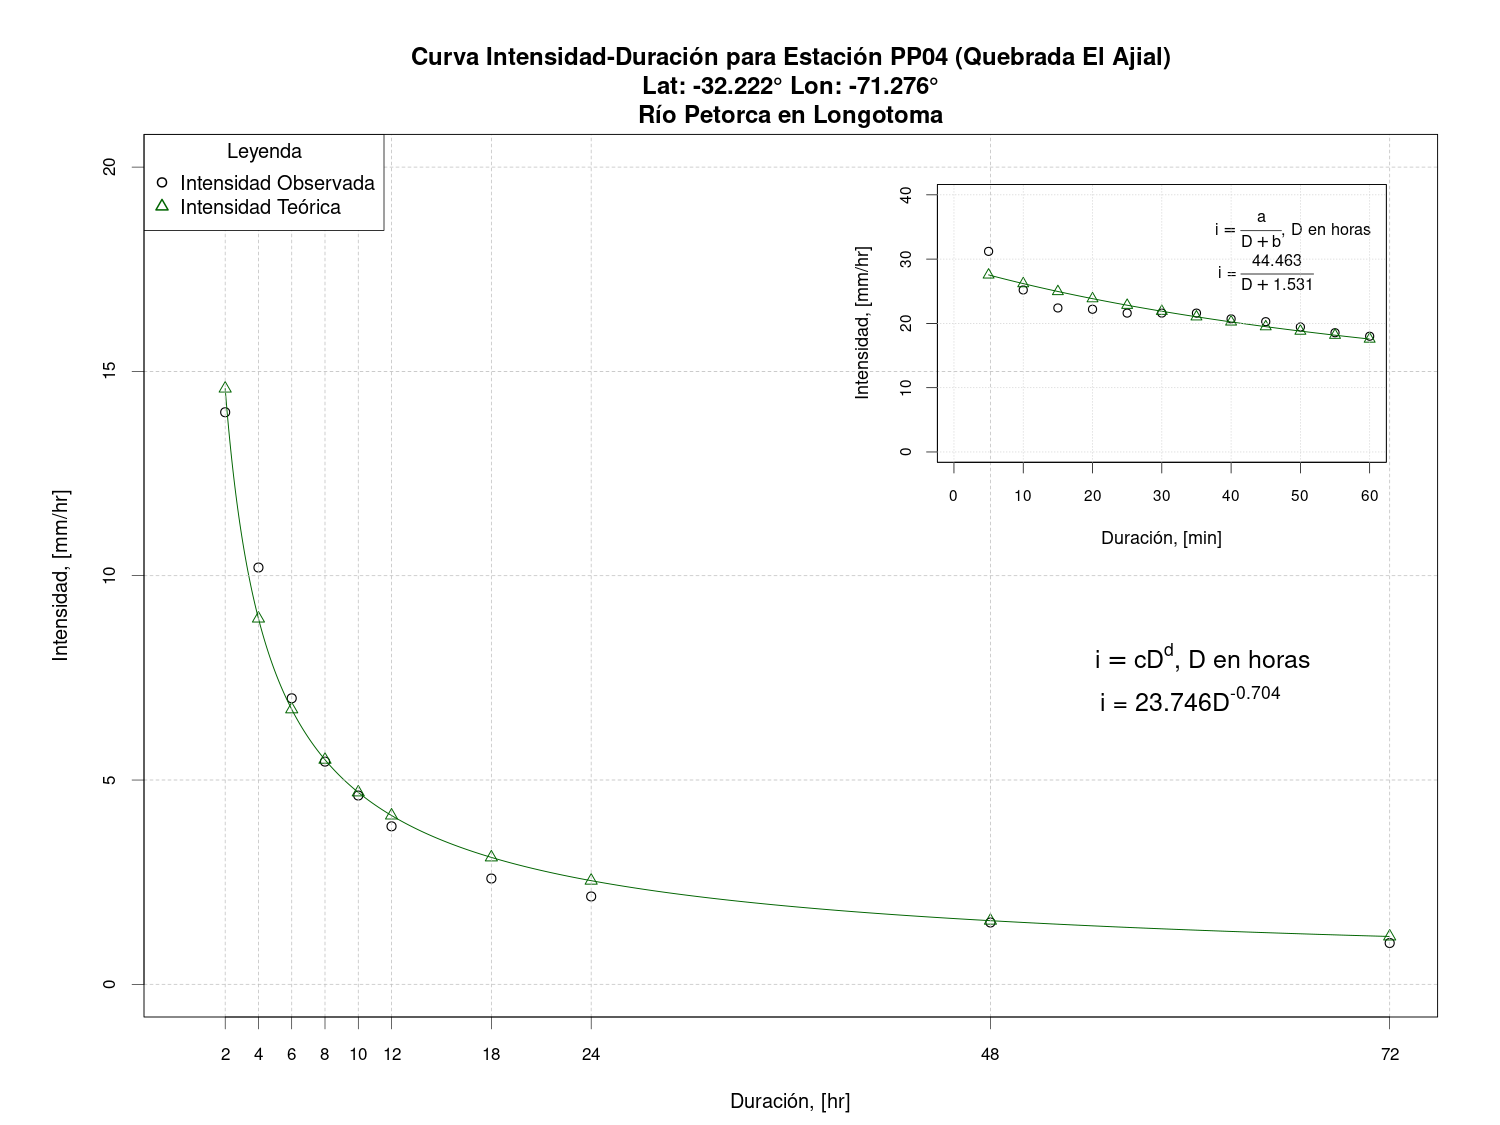 Curva Intensidad-Duración para Estación PP04 (Quebrada El Ajial)
Lat: -32.222° Lon: -71.276°
Río Petorca en Longotoma
Leyenda
Intensidad Observada
Intensidad Teórica
Intensidad, [mm/hr]
20
15
10
5
0
2 4 6 8 10 12 18 24 48 72
Duración, [hr]
Intensidad, [mm/hr]
40
30
20
10
0
i = a / D + b, D en horas
i = 44.463 / D + 1.531
0 10 20 30 40 50 60
Duración, [min]
i = cD^d, D en horas
i = 23.746D^-0.704